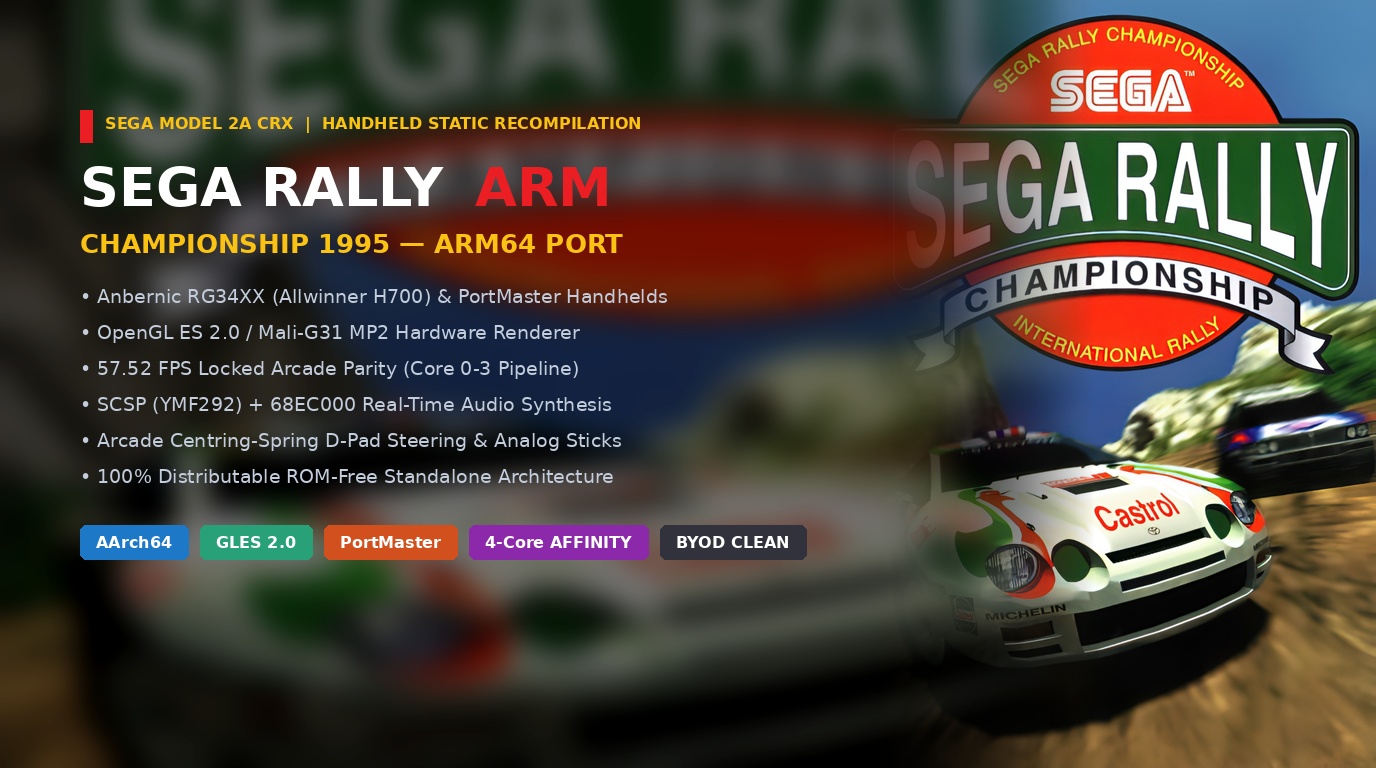 SEGA RALLY
SEGA MODEL 2A CRX | HANDHELD STATIC RECOMPILATION
SEGA RALLY ARM
CHAMPIONSHIP 1995 — ARM64 PORT
• Anbernic RG34XX (Allwinner H700) & PortMaster Handhelds
• OpenGL ES 2.0 / Mali-G31 MP2 Hardware Renderer
• 57.52 FPS Locked Arcade Parity (Core 0-3 Pipeline)
• SCSP (YMF292) + 68EC000 Real-Time Audio Synthesis
• Arcade Centring-Spring D-Pad Steering & Analog Sticks
• 100% Distributable ROM-Free Standalone Architecture
AArch64 GLES 2.0 PortMaster 4-Core AFFINITY BYOD CLEAN
SEGA RALLY CHAMPIONSHIP
SEGA™
SEGA RALLY
CHAMPIONSHIP
INTERNATIONAL RALLY
Castrol
MICHELIN